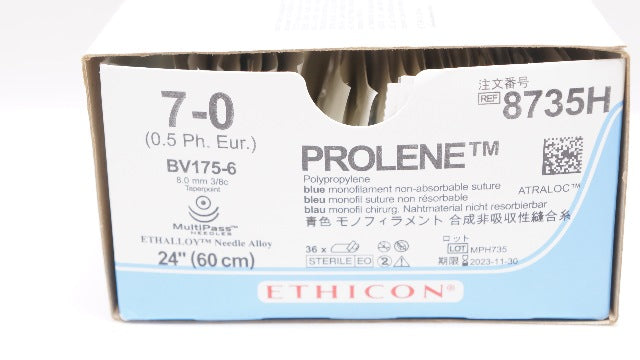 7-0
(0.5 Ph. Eur.)
BV175-6
8.0 mm 3/8c
Taperpoint
MultiPass™
NEEDLES
ETHALLOY™ Needle Alloy
24" (60 cm)
注文番号
REF 8735H
PROLENE™
Polypropylene
ATRALOC™
blue monofilament non-absorbable suture
bleu monofil suture non résorbable
blau monofil chirurg. Nahtmaterial nicht resorbierbar
青色 モノフィラメント 合成非吸収性縫合糸
36 x
STERILE EO 2
ロット
LOT MPH735
期限 2023-11-30
ETHICON®